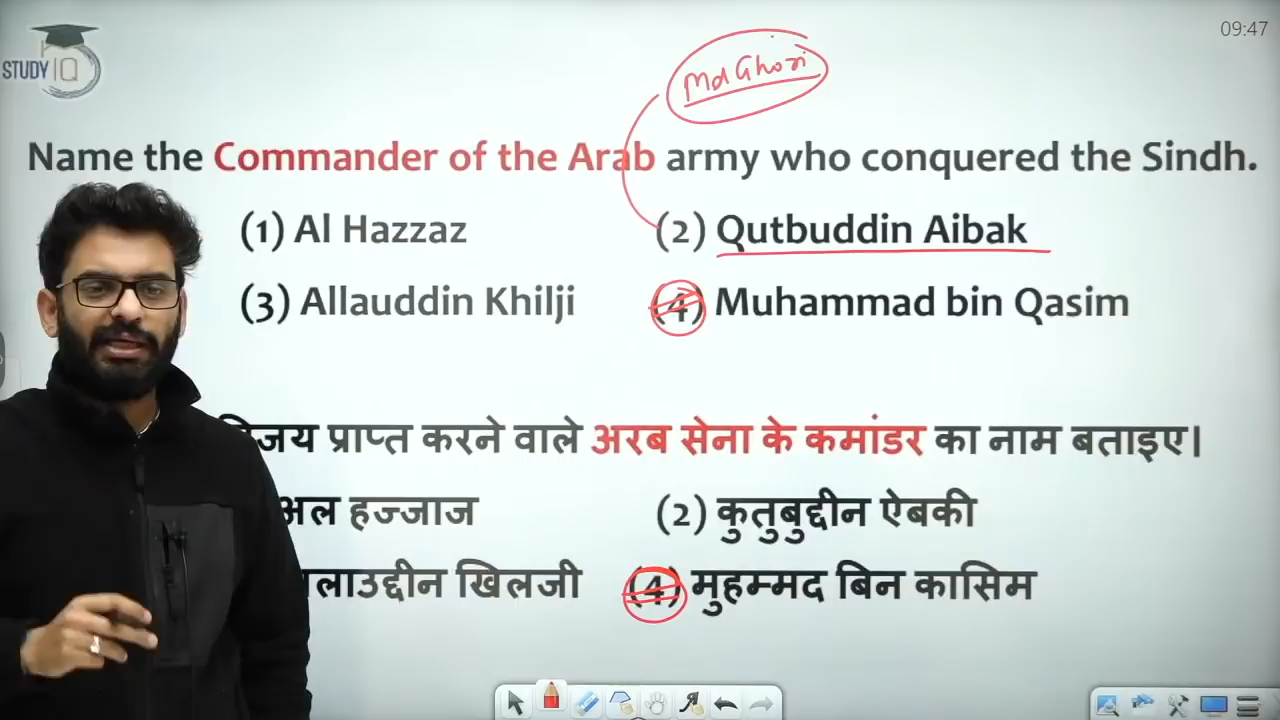 STUDY IQ
09:47
Md Ghori
Name the Commander of the Arab army who conquered the Sindh.
(1) Al Hazzaz (2) Qutbuddin Aibak
(3) Allauddin Khilji (4) Muhammad bin Qasim
प्राप्त करने वाले अरब सेना के कमांडर का नाम बताइए।
अल हज्जाज (2) कुतुबुद्दीन ऐबकी
खिलजी (4) मुहम्मद बिन कासिम